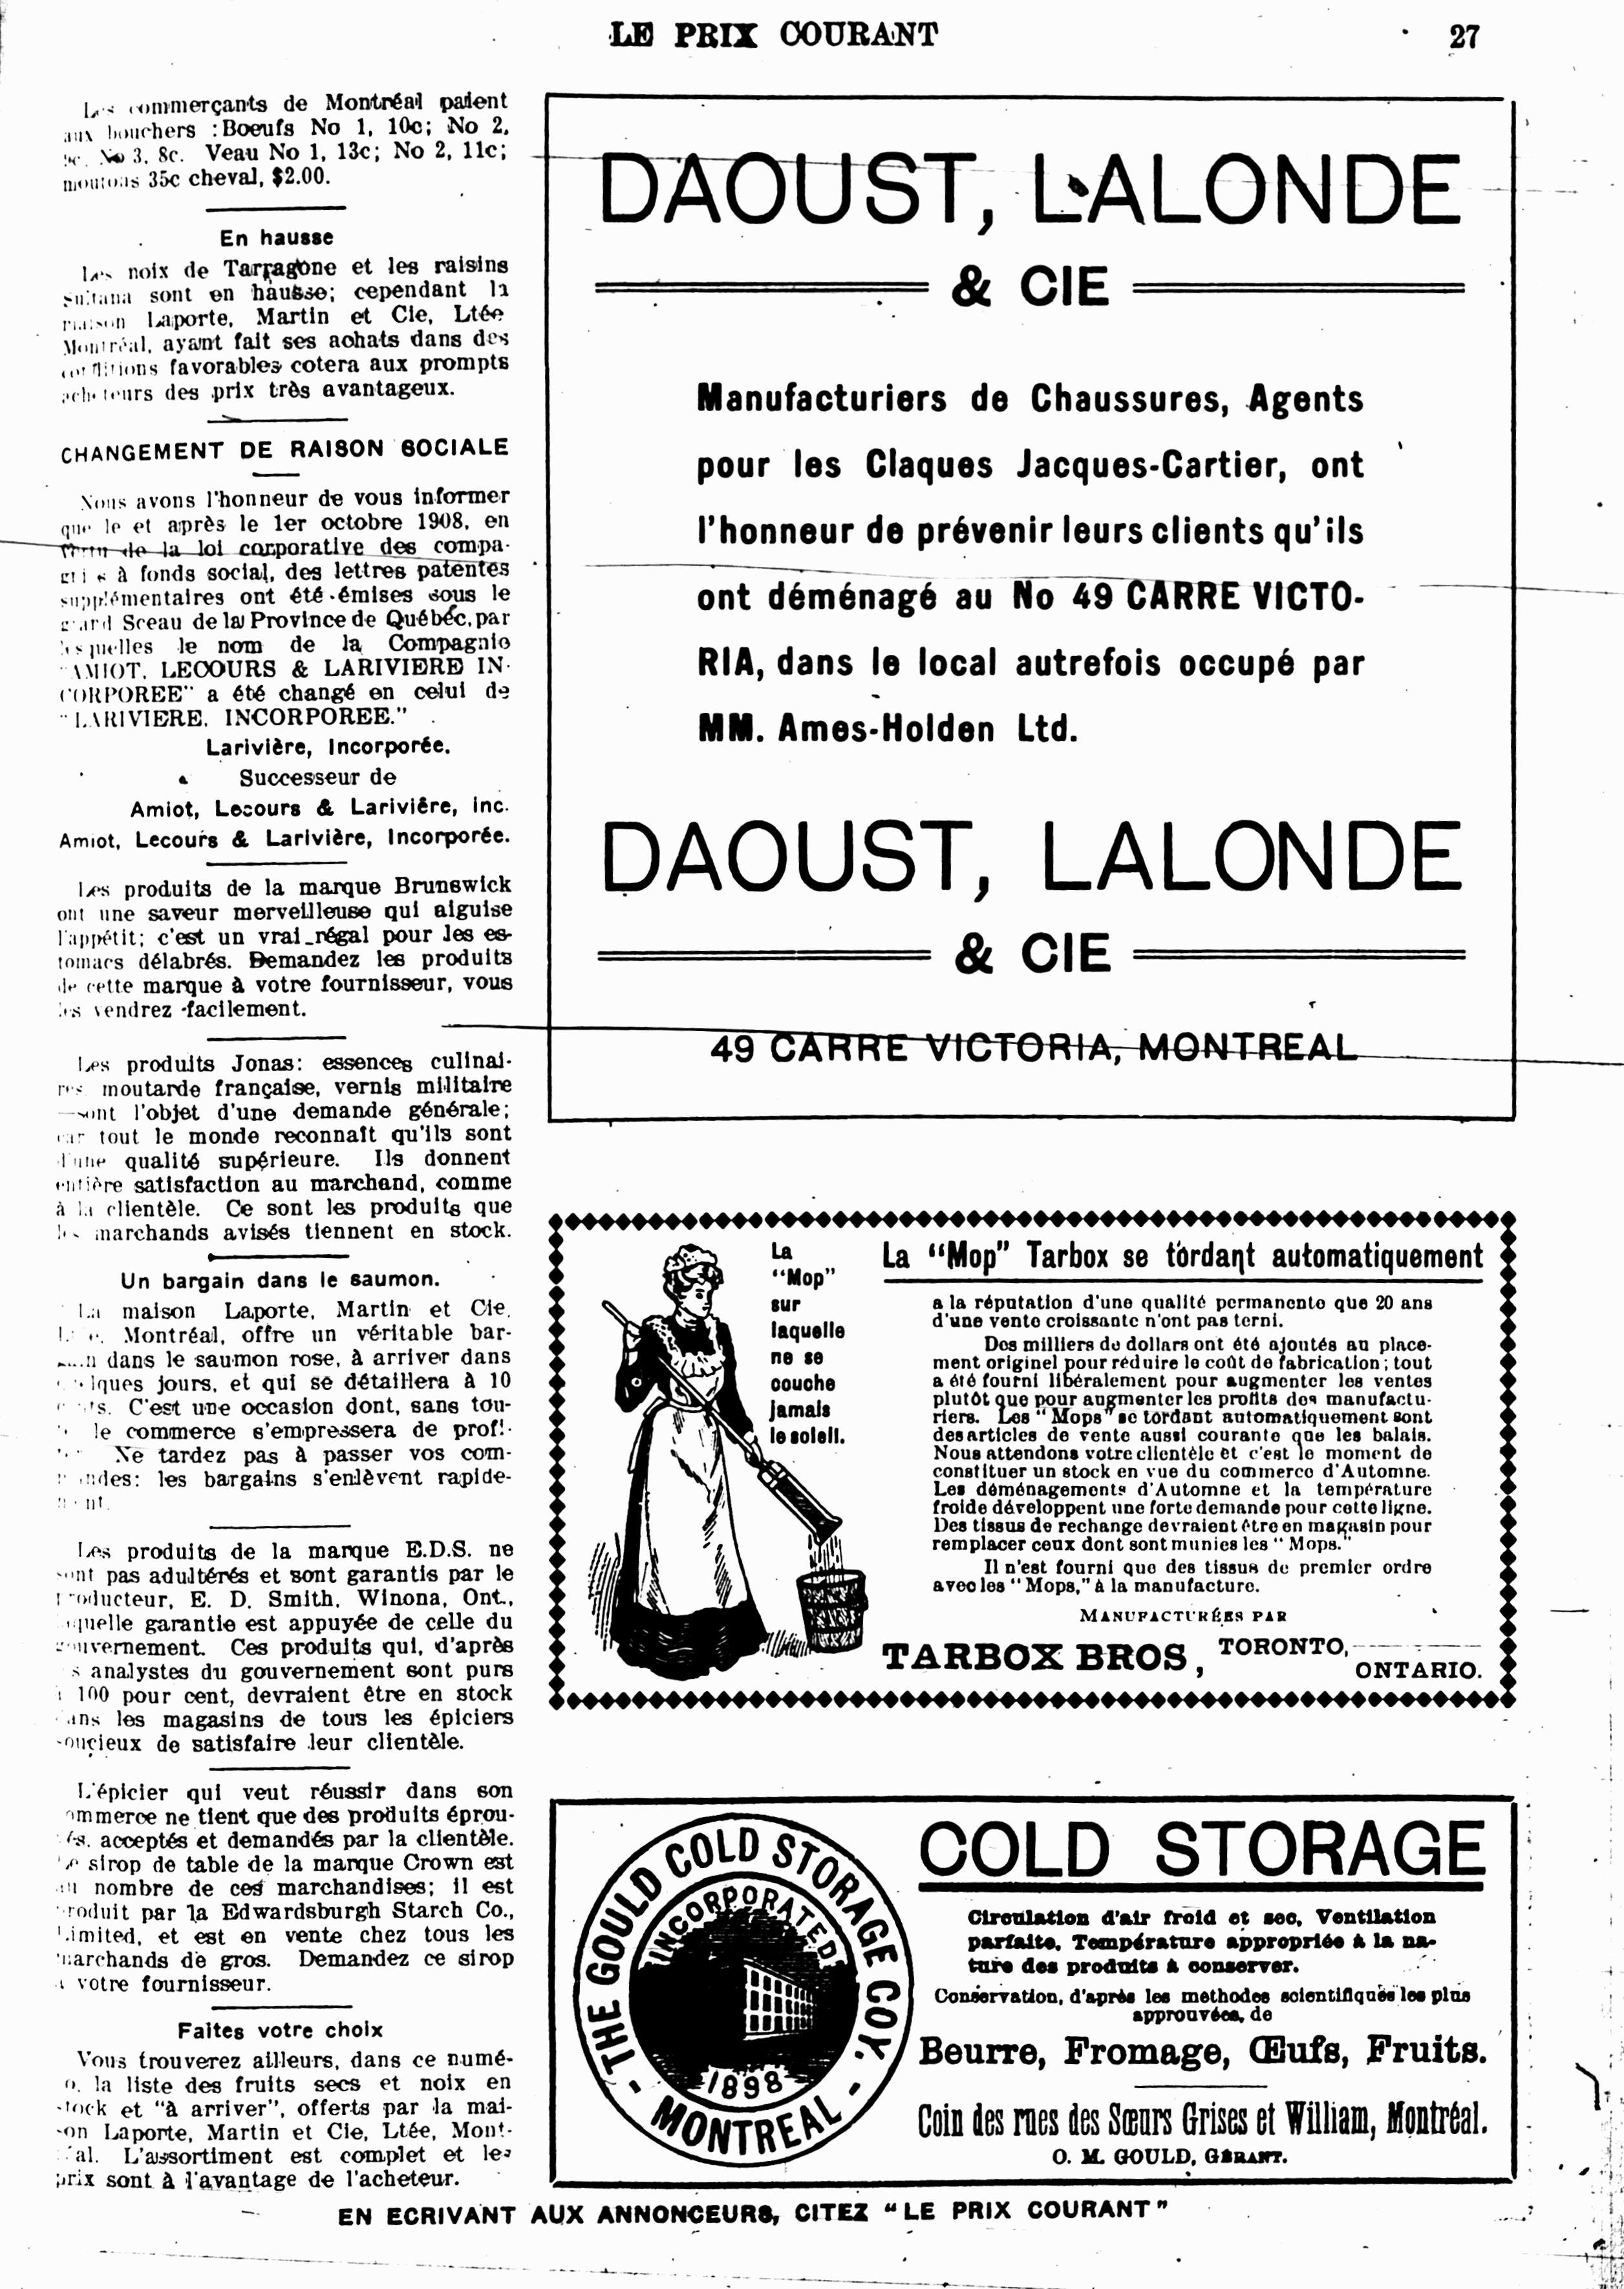 LE PRIX COURANT
27
Les commerçants de Montréal paient
aux bouchers : Boeufs No 1, 10c; No 2,
9c, No 3, 8c. Veau No 1, 13c; No 2, 11c;
moutons 35c cheval, $2.00.
En hausse
Les noix de Tarragone et les raisins
Sultana sont en hausse; cependant la
maison Laporte, Martin et Cie, Ltée
Montréal, ayant fait ses achats dans des
conditions favorables cotera aux prompts
acheteurs des prix très avantageux.
CHANGEMENT DE RAISON SOCIALE
Nous avons l'honneur de vous informer
que le et après le 1er octobre 1908, en
vertu de la loi corporative des compa-
gnies à fonds social, des lettres patentes
supplémentaires ont été émises sous le
grand Sceau de la Province de Québec, par
lesquelles le nom de la Compagnie
"AMIOT, LECOURS & LARIVIERE IN-
CORPOREE" a été changé en celui de
"LARIVIERE, INCORPOREE."
Larivière, Incorporée.
Successeur de
Amiot, Lecours & Larivière, Inc.
Amiot, Lecours & Larivière, Incorporée.
Les produits de la marque Brunswick
ont une saveur merveilleuse qui aiguise
l'appétit; c'est un vrai régal pour les es-
tomacs délabrés. Demandez les produits
de cette marque à votre fournisseur, vous
les vendrez facilement.
Les produits Jonas: essences culinai-
res moutarde française, vernis militaire
—sont l'objet d'une demande générale;
car tout le monde reconnaît qu'ils sont
d'une qualité supérieure. Ils donnent
entière satisfaction au marchand, comme
à la clientèle. Ce sont les produits que
les marchands avisés tiennent en stock.
Un bargain dans le saumon.
La maison Laporte, Martin et Cie,
Ltée, Montréal, offre un véritable bar-
gain dans le saumon rose, à arriver dans
quelques jours, et qui se détaillera à 10
cents. C'est une occasion dont, sans tou-
le commerce s'empressera de profi-
Ne tardez pas à passer vos com-
mandes: les bargains s'enlèvent rapide-
ment.
Les produits de la marque E.D.S. ne
sont pas adultérés et sont garantis par le
producteur, E. D. Smith, Winona, Ont.,
laquelle garantie est appuyée de celle du
gouvernement. Ces produits qui, d'après
les analystes du gouvernement sont purs
à 100 pour cent, devraient être en stock
dans les magasins de tous les épiciers
soucieux de satisfaire leur clientèle.
L'épicier qui veut réussir dans son
commerce ne tient que des produits éprou-
vés, acceptés et demandés par la clientèle.
Le sirop de table de la marque Crown est
au nombre de ces marchandises; il est
produit par la Edwardsburgh Starch Co.,
Limited, et est en vente chez tous les
marchands de gros. Demandez ce sirop
à votre fournisseur.
Faites votre choix
Vous trouverez ailleurs, dans ce numé-
o, la liste des fruits secs et noix en
stock et "à arriver", offerts par la mai-
son Laporte, Martin et Cie, Ltée, Mont-
réal. L'assortiment est complet et les
prix sont à l'avantage de l'acheteur.
DAOUST, LALONDE
& CIE
Manufacturiers de Chaussures, Agents
pour les Claques Jacques-Cartier, ont
l'honneur de prévenir leurs clients qu'ils
ont déménagé au No 49 CARRE VICTO-
RIA, dans le local autrefois occupé par
MM. Ames-Holden Ltd.
DAOUST, LALONDE
& CIE
49 CARRE VICTORIA, MONTREAL
La
"Mop"
sur
laquelle
ne se
couche
jamais
le soleil.
La "Mop" Tarbox se tordant automatiquement
a la réputation d'une qualité permanente que 20 ans
d'une vente croissante n'ont pas terni.
Des milliers de dollars ont été ajoutés au place-
ment originel pour réduire le coût de fabrication; tout
a été fourni libéralement pour augmenter les ventes
plutôt que pour augmenter les profits des manufactu-
riers. Les "Mops" se tordant automatiquement sont
des articles de vente aussi courante que les balais.
Nous attendons votre clientèle et c'est le moment de
constituer un stock en vue du commerce d'Automne.
Les déménagements d'Automne et la température
froide développent une forte demande pour cette ligne.
Des tissus de rechange devraient être en magasin pour
remplacer ceux dont sont munies les "Mops."
Il n'est fourni que des tissus de premier ordre
avec les "Mops," à la manufacture.
MANUFACTURÉES PAR
TARBOX BROS, TORONTO,
ONTARIO.
THE GOULD COLD STORAGE COY.
INCORPORATED
1898
- MONTREAL -
COLD STORAGE
Circulation d'air froid et sec, Ventilation
parfaite. Température appropriée à la na-
ture des produits à conserver.
Conservation, d'après les methodes scientifiques les plus
approuvées, de
Beurre, Fromage, Œufs, Fruits.
Coin des rues des Sœurs Grises et William, Montréal.
O. M. GOULD, GÉRANT.
EN ECRIVANT AUX ANNONCEURS, CITEZ "LE PRIX COURANT"